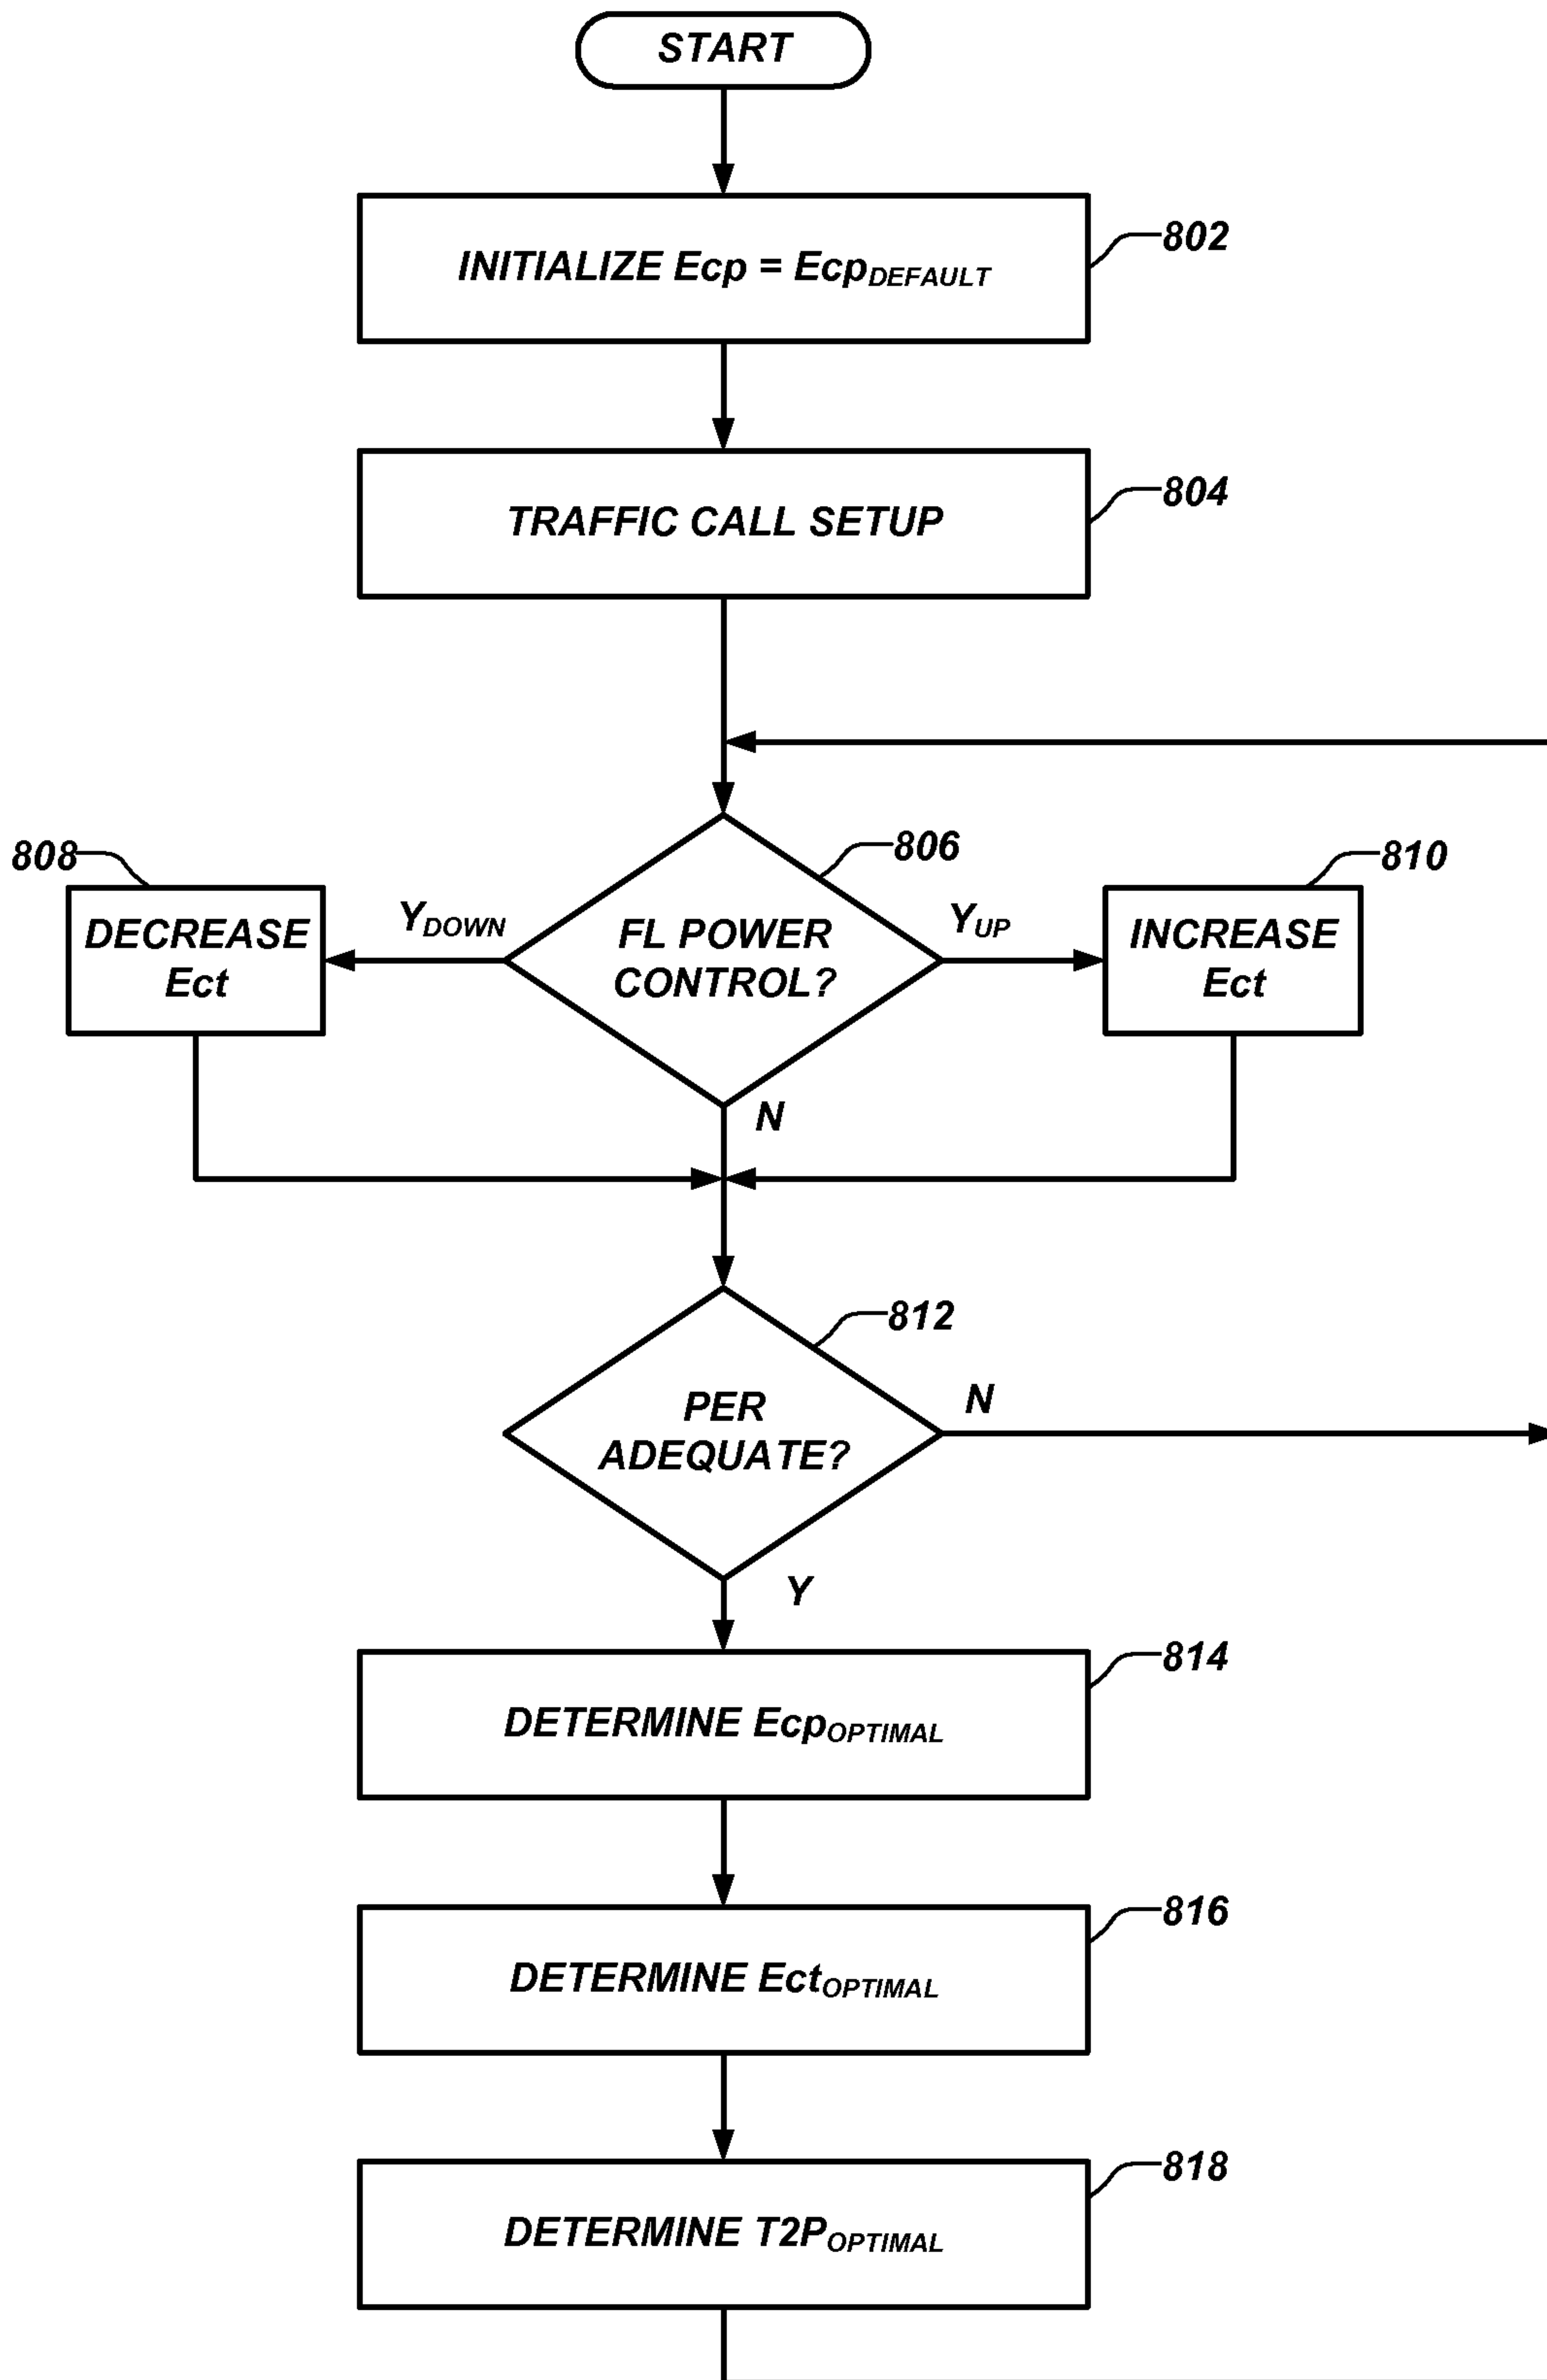 START
INITIALIZE Ecp = EcpDEFAULT
802
TRAFFIC CALL SETUP
804
808
806
810
DECREASE
Ect
YDOWN
FL POWER
CONTROL?
YUP
INCREASE
Ect
N
812
PER
ADEQUATE?
N
Y
814
DETERMINE EcpOPTIMAL
816
DETERMINE EctOPTIMAL
818
DETERMINE T2POPTIMAL